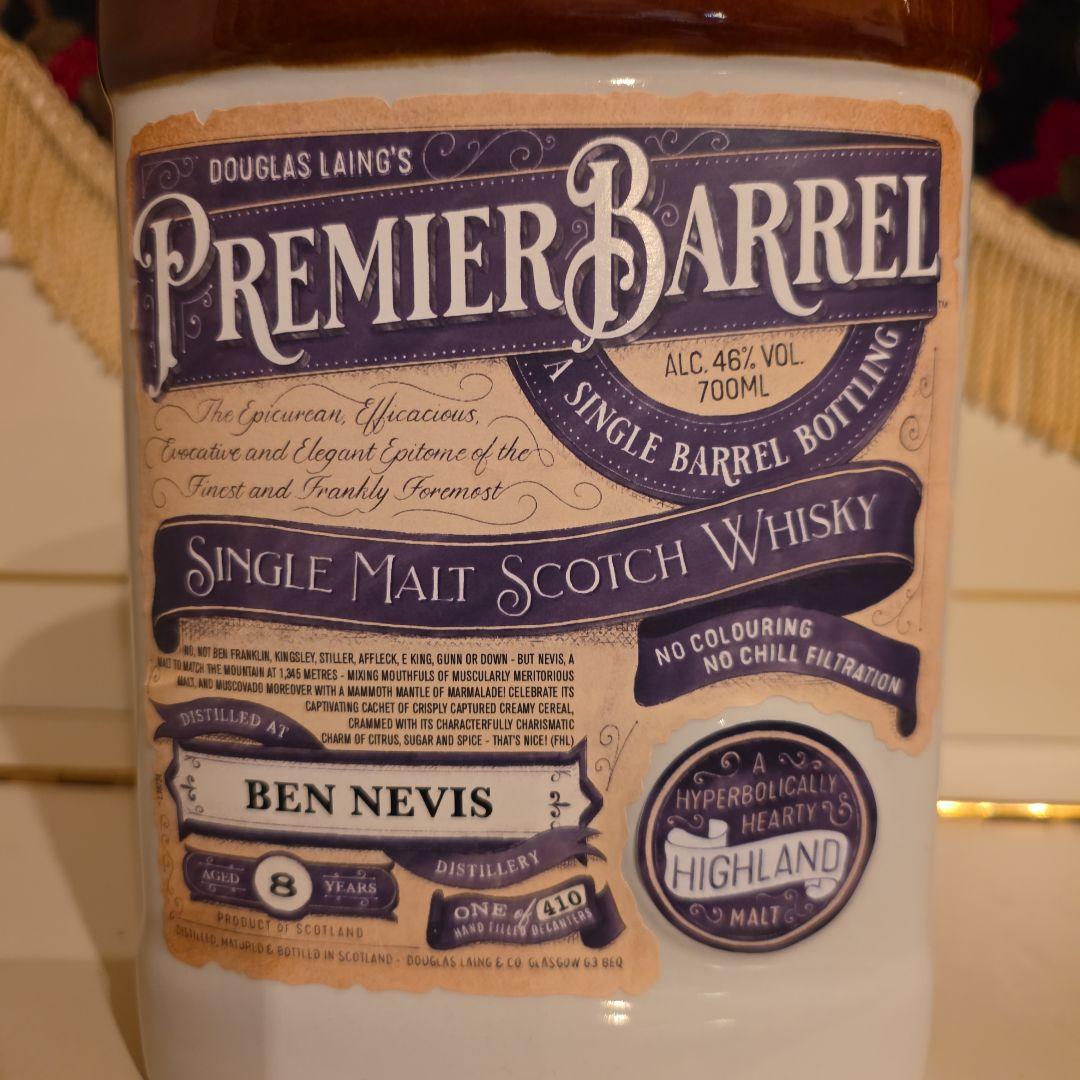 DOUGLAS LAING'S
PREMIER BARREL
™
ALC. 46% VOL.
700ML
A SINGLE BARREL BOTTLING
The Epicurean, Efficacious,
Evocative and Elegant Epitome of the
Finest and Frankly Foremost
SINGLE MALT SCOTCH WHISKY
NO COLOURING
NO CHILL FILTRATION
NO, NOT BEN FRANKLIN, KINGSLEY, STILLER, AFFLECK, E KING, GUNN OR DOWN - BUT NEVIS, A
MALT TO MATCH THE MOUNTAIN AT 1,345 METRES - MIXING MOUTHFULS OF MUSCULARLY MERITORIOUS
MALT, AND MUSCOVADO MOREOVER WITH A MAMMOTH MANTLE OF MARMALADE! CELEBRATE ITS
CAPTIVATING CACHET OF CRISPLY CAPTURED CREAMY CEREAL,
CRAMMED WITH ITS CHARACTERFULLY CHARISMATIC
CHARM OF CITRUS, SUGAR AND SPICE - THAT'S NICE! (FHL)
DISTILLED AT
BEN NEVIS
DISTILLERY
AGED 8 YEARS
ONE of 410
HAND FILLED DECANTERS
PRODUCT OF SCOTLAND
DISTILLED, MATURED & BOTTLED IN SCOTLAND - DOUGLAS LAING & CO. GLASGOW G3 8EQ
A
HYPERBOLICALLY
HEARTY
HIGHLAND
MALT